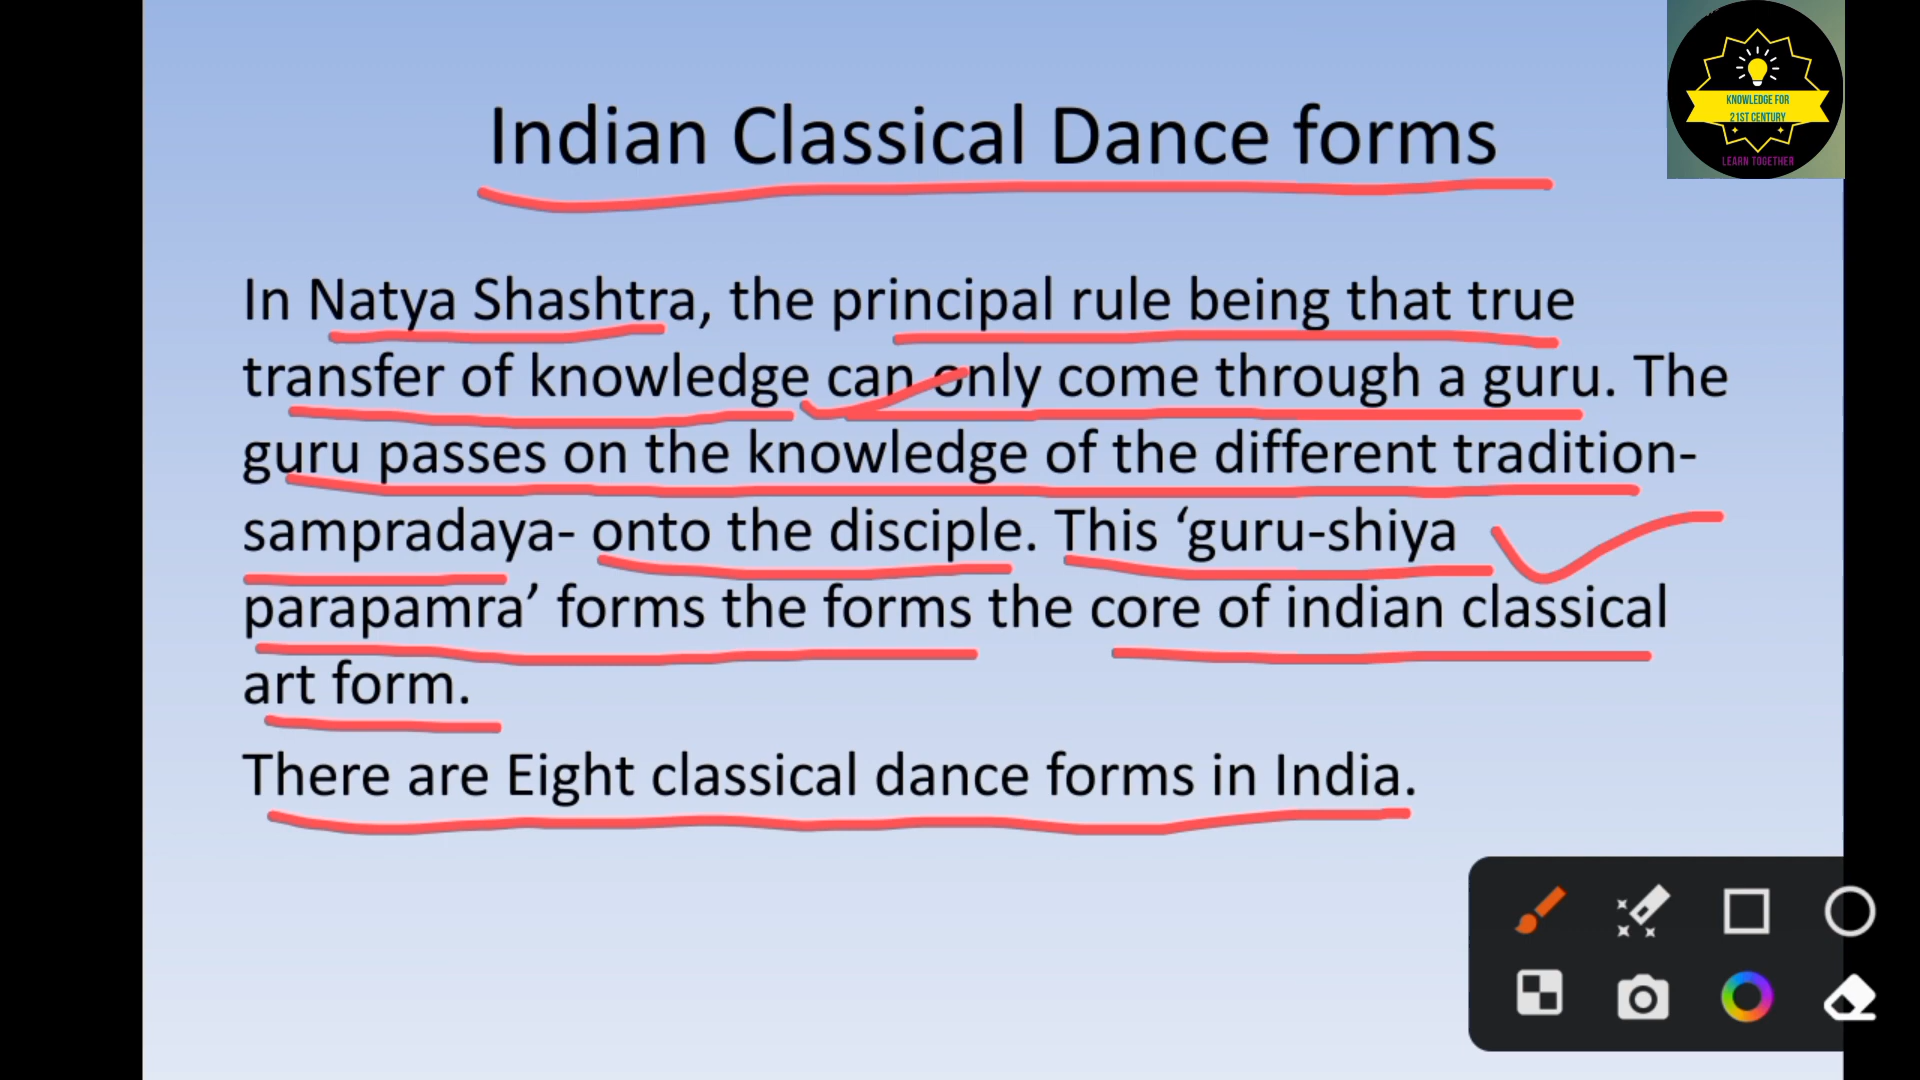 Indian Classical Dance forms
KNOWLEDGE FOR
21ST CENTURY
LEARN TOGETHER
In Natya Shashtra, the principal rule being that true
transfer of knowledge can only come through a guru. The
guru passes on the knowledge of the different tradition-
sampradaya- onto the disciple. This ‘guru-shiya
parapamra’ forms the forms the core of indian classical
art form.
There are Eight classical dance forms in India.